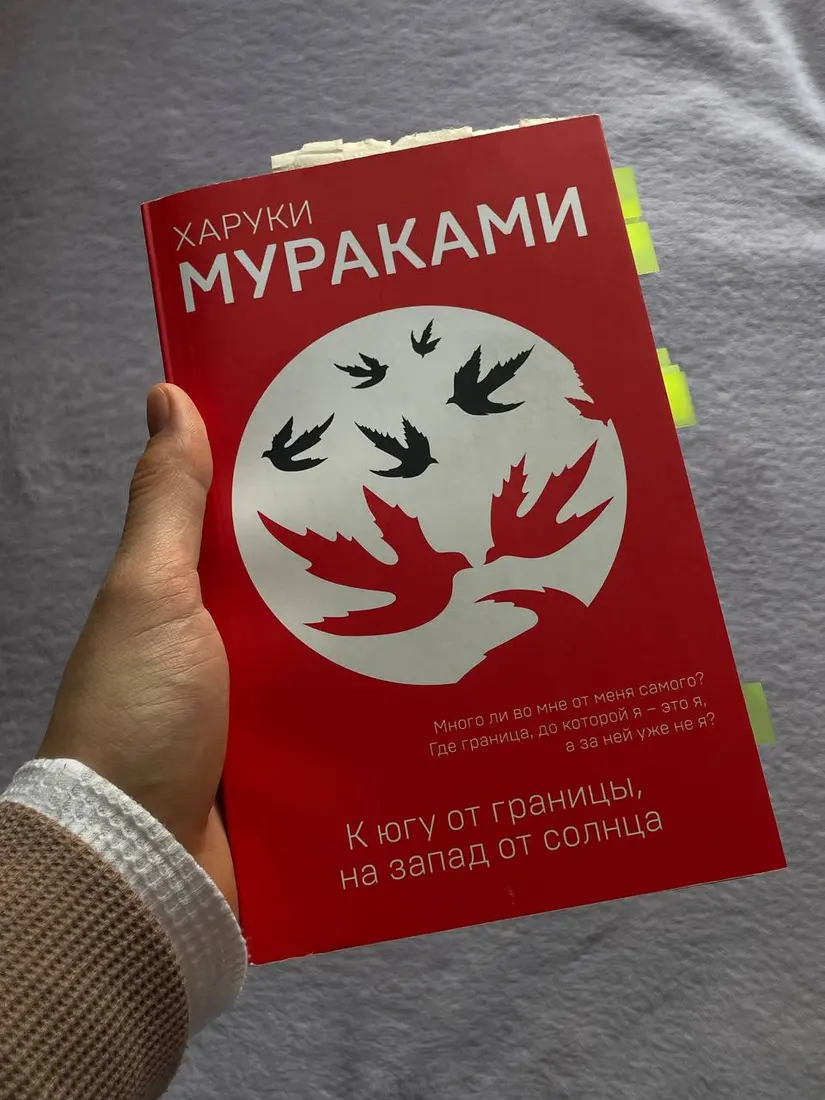 ХАРУКИ
МУРАКАМИ
Много ли во мне от меня самого?
Где граница, до которой я – это я,
а за ней уже не я?
К югу от границы,
на запад от солнца